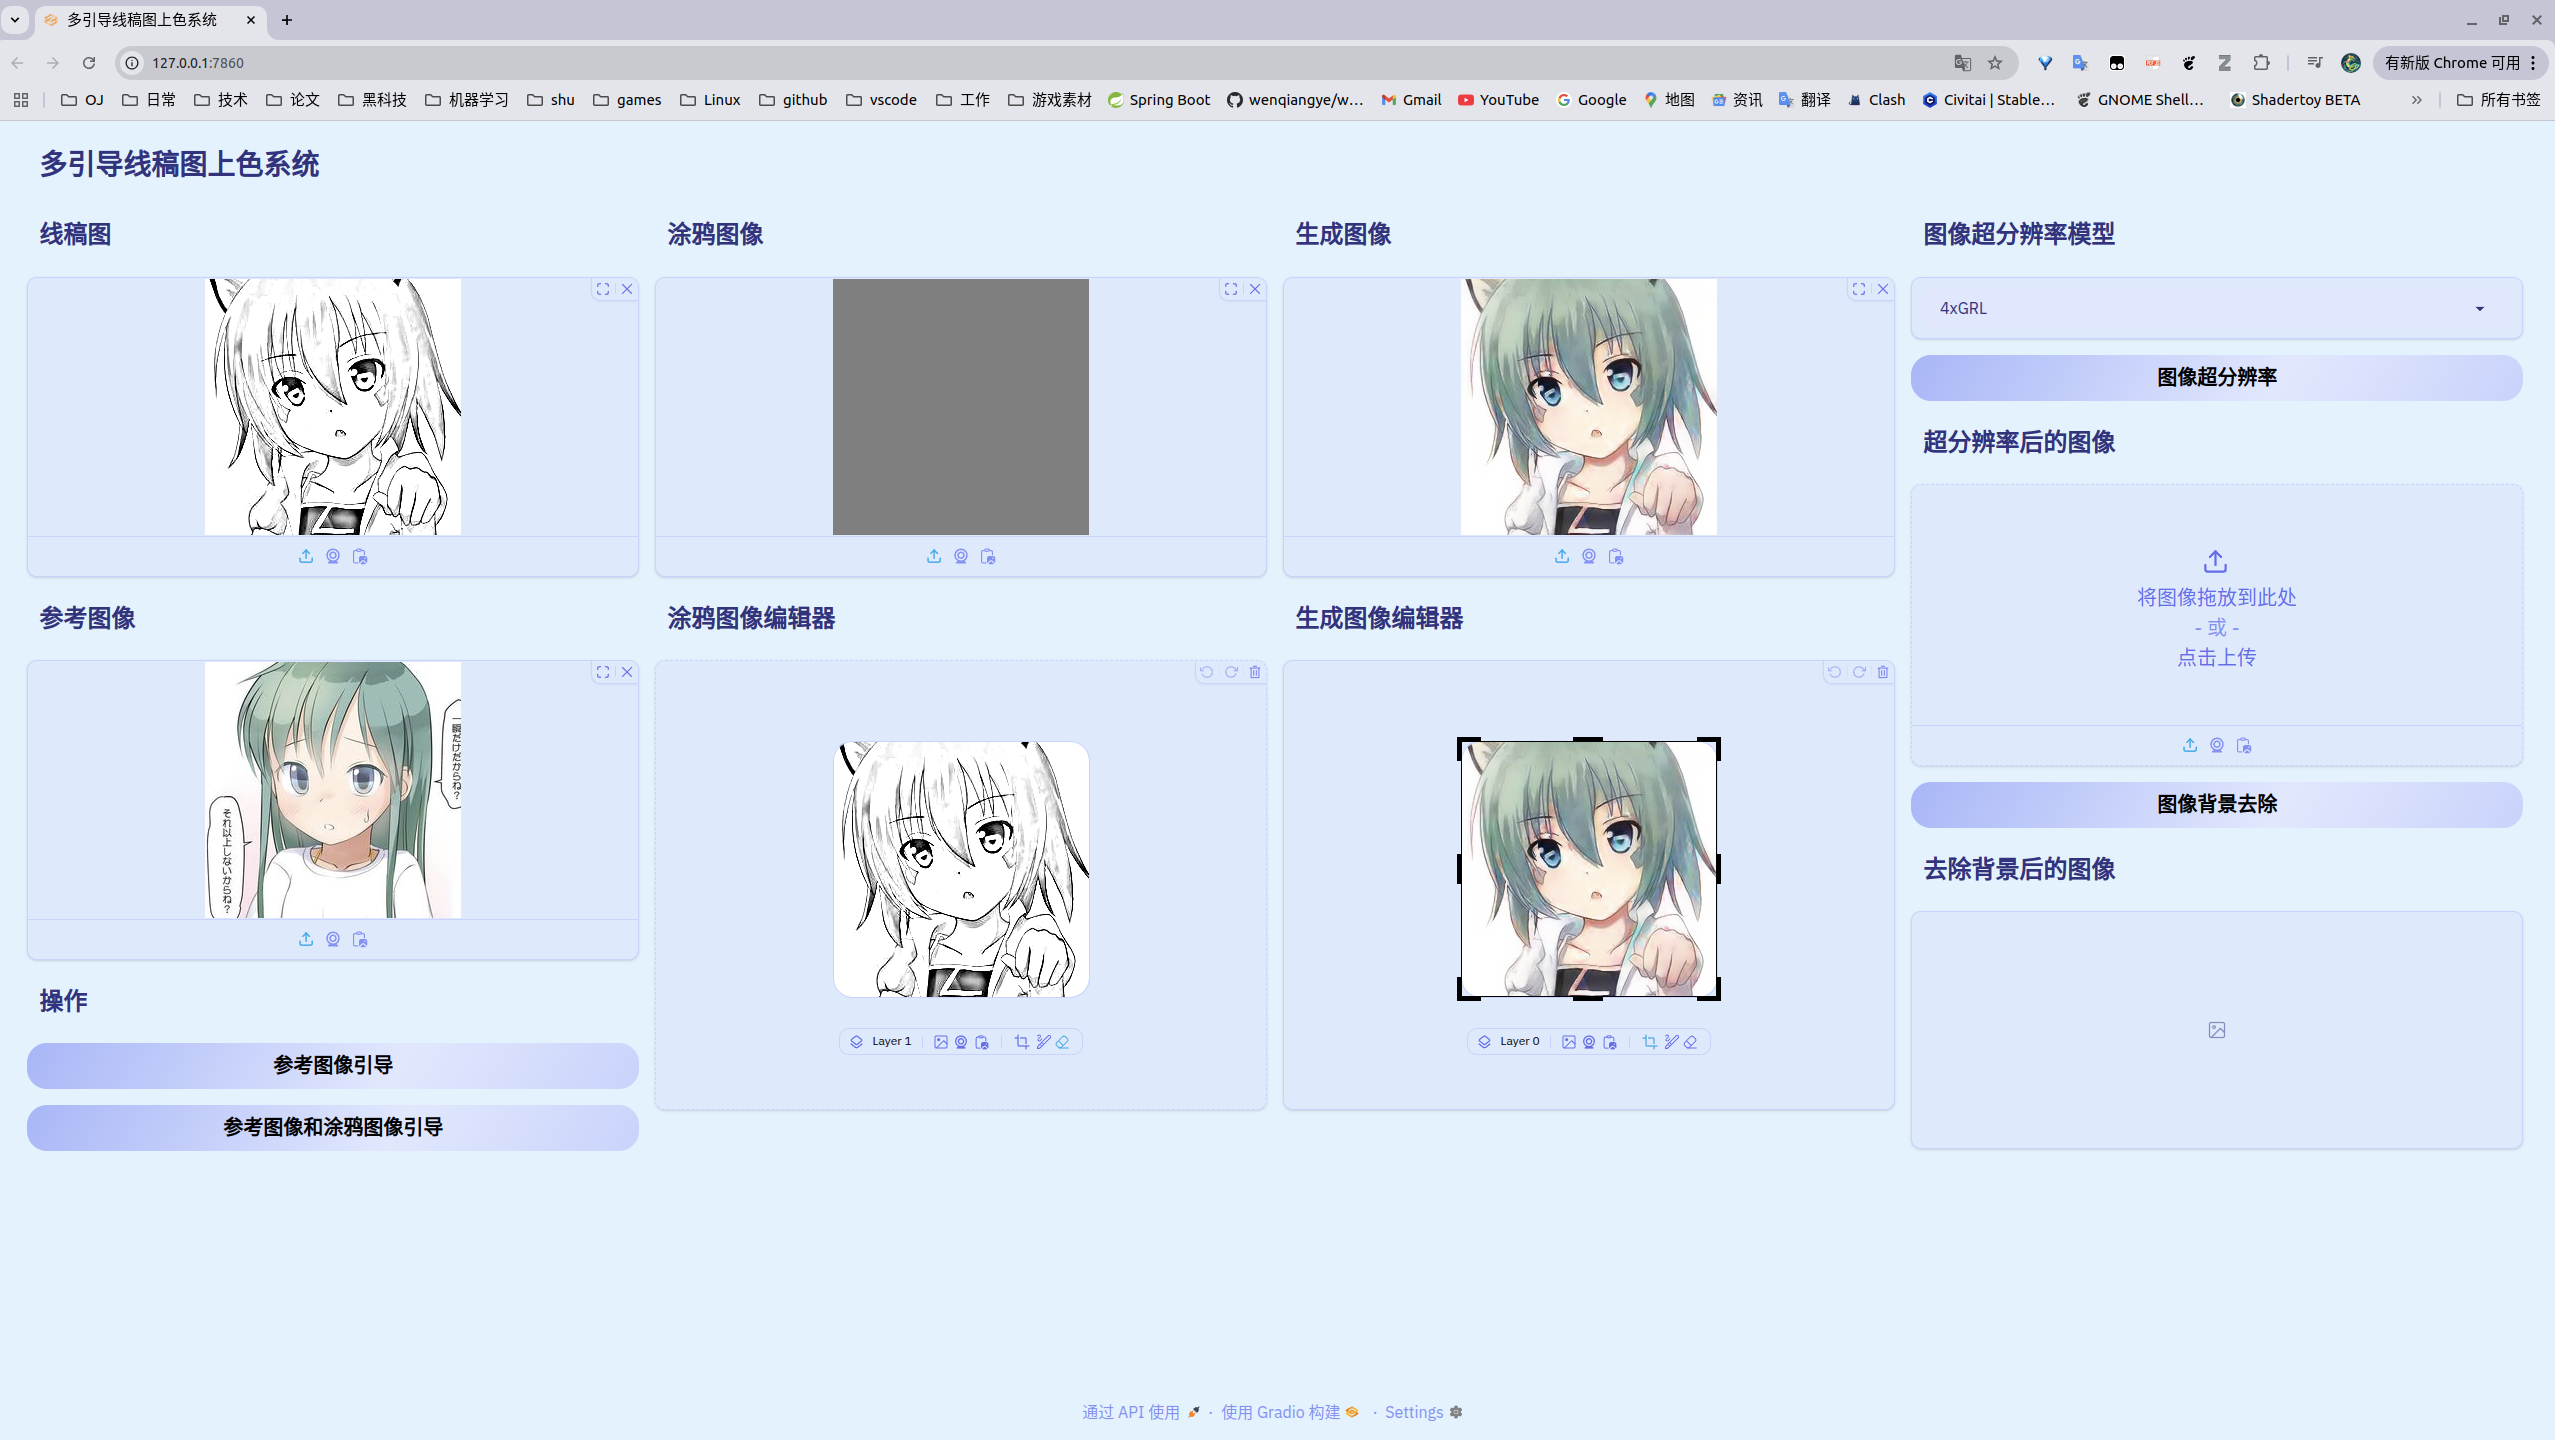 多引导线稿图上色系统
127.0.0.1:7860
有新版 Chrome 可用
OJ 日常 技术 论文 黑科技 机器学习 shu games Linux github vscode 工作 游戏素材 Spring Boot wenqiangye/w... Gmail YouTube Google 地图 资讯 翻译 Clash Civitai | Stable... GNOME Shell... Shadertoy BETA 所有书签
多引导线稿图上色系统
线稿图
涂鸦图像
生成图像
图像超分辨率模型
4xGRL
图像超分辨率
超分辨率后的图像
将图像拖放到此处
- 或 -
点击上传
参考图像
涂鸦图像编辑器
生成图像编辑器
一瞬だけだからね?
それ以上しないからね?
图像背景去除
去除背景后的图像
操作
Layer 1
Layer 0
参考图像引导
参考图像和涂鸦图像引导
通过 API 使用 · 使用 Gradio 构建 · Settings